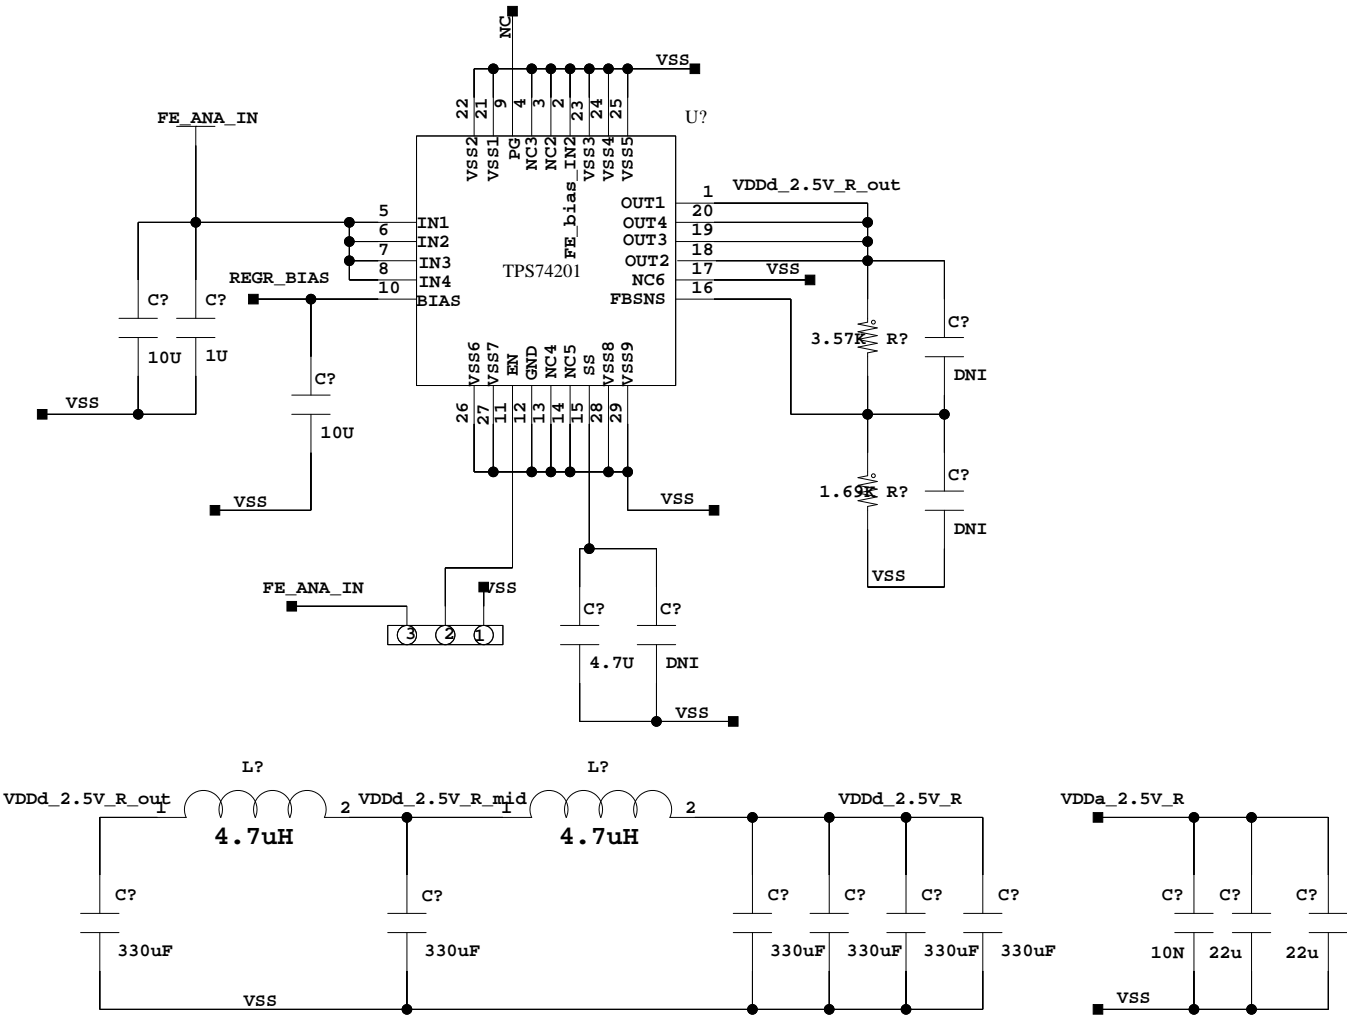 NC
VSS
22
21
9
4
3
2
23
24
25
U?
FE_ANA_IN
VSS2
VSS1
PG
NC3
NC2
FE_bias_IN2
VSS3
VSS4
VSS5
5
6
7
8
10
IN1
IN2
IN3
IN4
BIAS
TPS74201
OUT1
OUT4
OUT3
OUT2
NC6
FBSNS
1
20
19
18
17
16
VDDd_2.5V_R_out
VSS
REGR_BIAS
C?
10U
C?
1U
VSS
C?
10U
VSS
VSS6
VSS7
EN
GND
NC4
NC5
SS
VSS8
VSS9
26
27
11
12
13
14
15
28
29
VSS
3.57K
R?
C?
DNI
1.69K
R?
C?
DNI
VSS
FE_ANA_IN
VSS
3
2
1
C?
4.7U
C?
DNI
VSS
L?
L?
VDDd_2.5V_R_out
1
2
4.7uH
VDDd_2.5V_R_mid
1
2
4.7uH
VDDd_2.5V_R
VDDa_2.5V_R
C?
330uF
C?
330uF
C?
330uF
C?
330uF
C?
330uF
C?
330uF
C?
10N
C?
22u
C?
22u
VSS
VSS